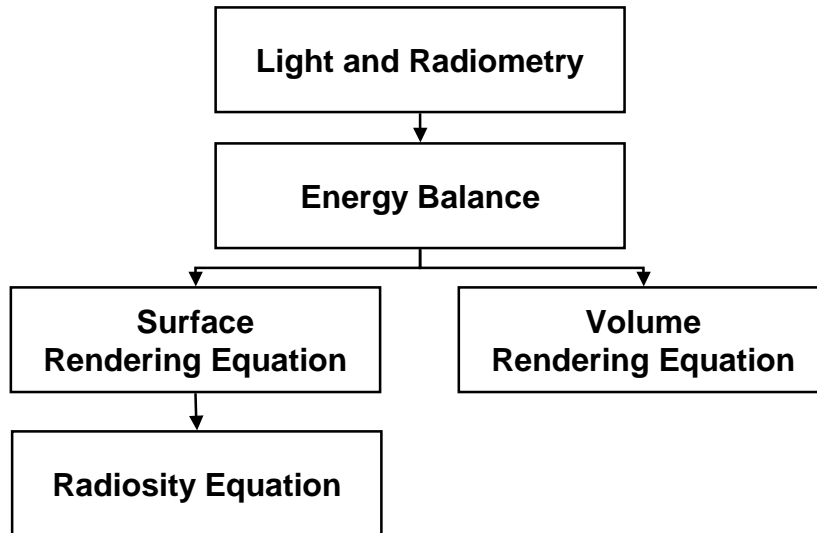 Light and Radiometry
Energy Balance
Surface
Rendering Equation
Volume
Rendering Equation
Radiosity Equation